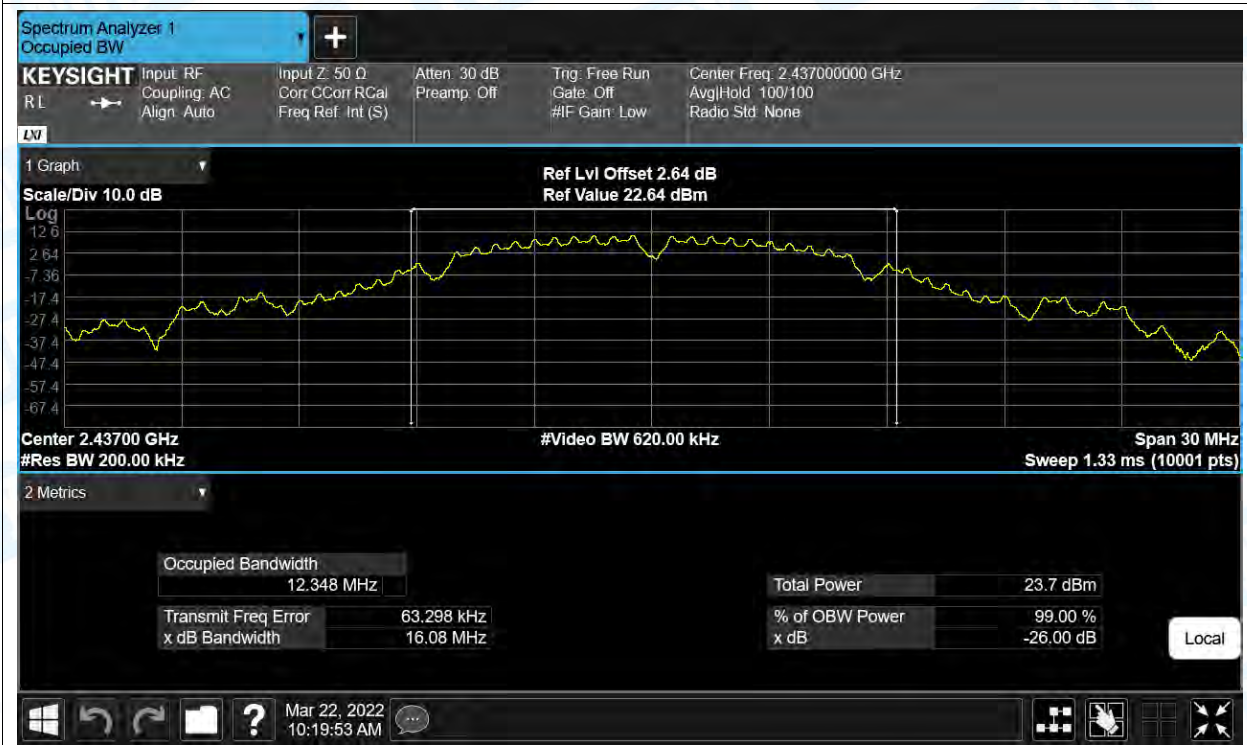 Spectrum Analyzer 1
Occupied BW
KEYSIGHT
R L
LXI
Input: RF
Coupling: AC
Align: Auto
Input Z: 50 Ω
Corr CCorr RCal
Freq Ref: Int (S)
Atten: 30 dB
Preamp: Off
Trig: Free Run
Gate: Off
#IF Gain: Low
Center Freq: 2.437000000 GHz
Avg|Hold: 100/100
Radio Std: None
1 Graph
Scale/Div 10.0 dB
Ref Lvl Offset 2.64 dB
Ref Value 22.64 dBm
Log
12.6
2.64
-7.36
-17.4
-27.4
-37.4
-47.4
-57.4
-67.4
Center 2.43700 GHz
#Res BW 200.00 kHz
#Video BW 620.00 kHz
Span 30 MHz
Sweep 1.33 ms (10001 pts)
2 Metrics
Occupied Bandwidth
12.348 MHz
Transmit Freq Error 63.298 kHz
x dB Bandwidth 16.08 MHz
Total Power 23.7 dBm
% of OBW Power 99.00 %
x dB -26.00 dB
Local
?
Mar 22, 2022
10:19:53 AM